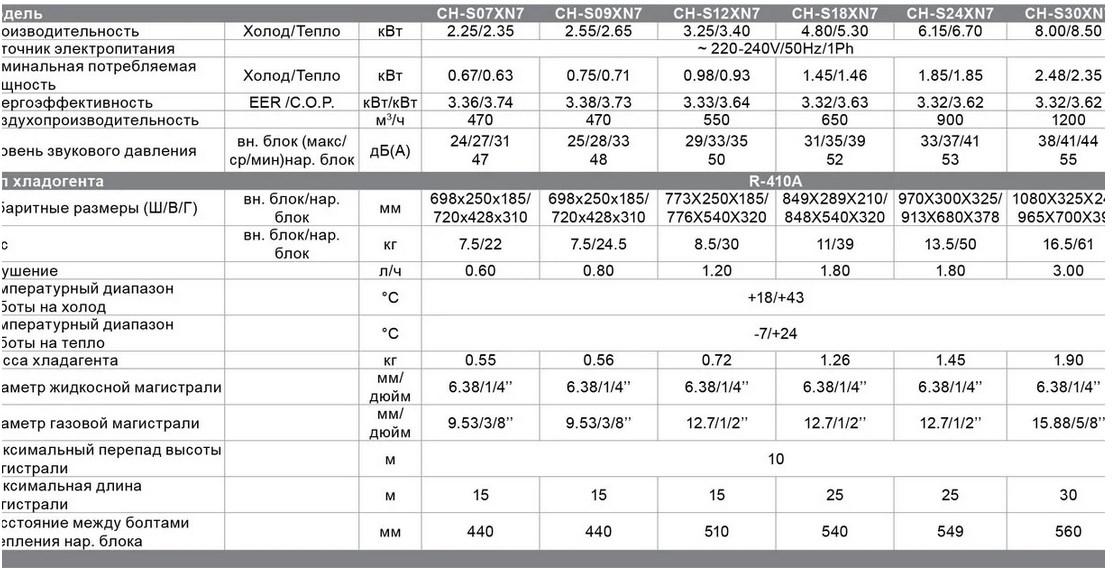 дель CH-S07XN7 CH-S09XN7 CH-S12XN7 CH-S18XN7 CH-S24XN7 CH-S30XN
оизводительность Холод/Тепло кВт 2.25/2.35 2.55/2.65 3.25/3.40 4.80/5.30 6.15/6.70 8.00/8.50
точник электропитания ~ 220-240V/50Hz/1Ph
минальная потребляемая
щность Холод/Тепло кВт 0.67/0.63 0.75/0.71 0.98/0.93 1.45/1.46 1.85/1.85 2.48/2.35
ергоэффективность EER /C.O.P. кВт/кВт 3.36/3.74 3.38/3.73 3.33/3.64 3.32/3.63 3.32/3.62 3.32/3.62
здухопроизводительность м³/ч 470 470 550 650 900 1200
овень звукового давления вн. блок (макс/ дБ(А) 24/27/31 25/28/33 29/33/35 31/35/39 33/37/41 38/41/44
ср/мин)нар. блок 47 48 50 52 53 55
п хладогента R-410A
баритные размеры (Ш/В/Г) вн. блок/нар. мм 698x250x185/ 698x250x185/ 773X250X185/ 849X289X210/ 970X300X325/ 1080X325X24
блок 720x428x310 720x428x310 776X540X320 848X540X320 913X680X378 965X700X39
с вн. блок/нар. кг 7.5/22 7.5/24.5 8.5/30 11/39 13.5/50 16.5/61
блок
ушение л/ч 0.60 0.80 1.20 1.80 1.80 3.00
мпературный диапазон
боты на холод °C +18/+43
мпературный диапазон
боты на тепло °C -7/+24
сса хладагента кг 0.55 0.56 0.72 1.26 1.45 1.90
аметр жидкосной магистрали мм/ 6.38/1/4’’ 6.38/1/4’’ 6.38/1/4’’ 6.38/1/4’’ 6.38/1/4’’ 6.38/1/4’’
дюйм
аметр газовой магистрали мм/ 9.53/3/8’’ 9.53/3/8’’ 12.7/1/2’’ 12.7/1/2’’ 12.7/1/2’’ 15.88/5/8’’
дюйм
ксимальный перепад высоты
гистрали м 10
ксимальная длина
гистрали м 15 15 15 25 25 30
сстояние между болтами
епления нар. блока мм 440 440 510 540 549 560